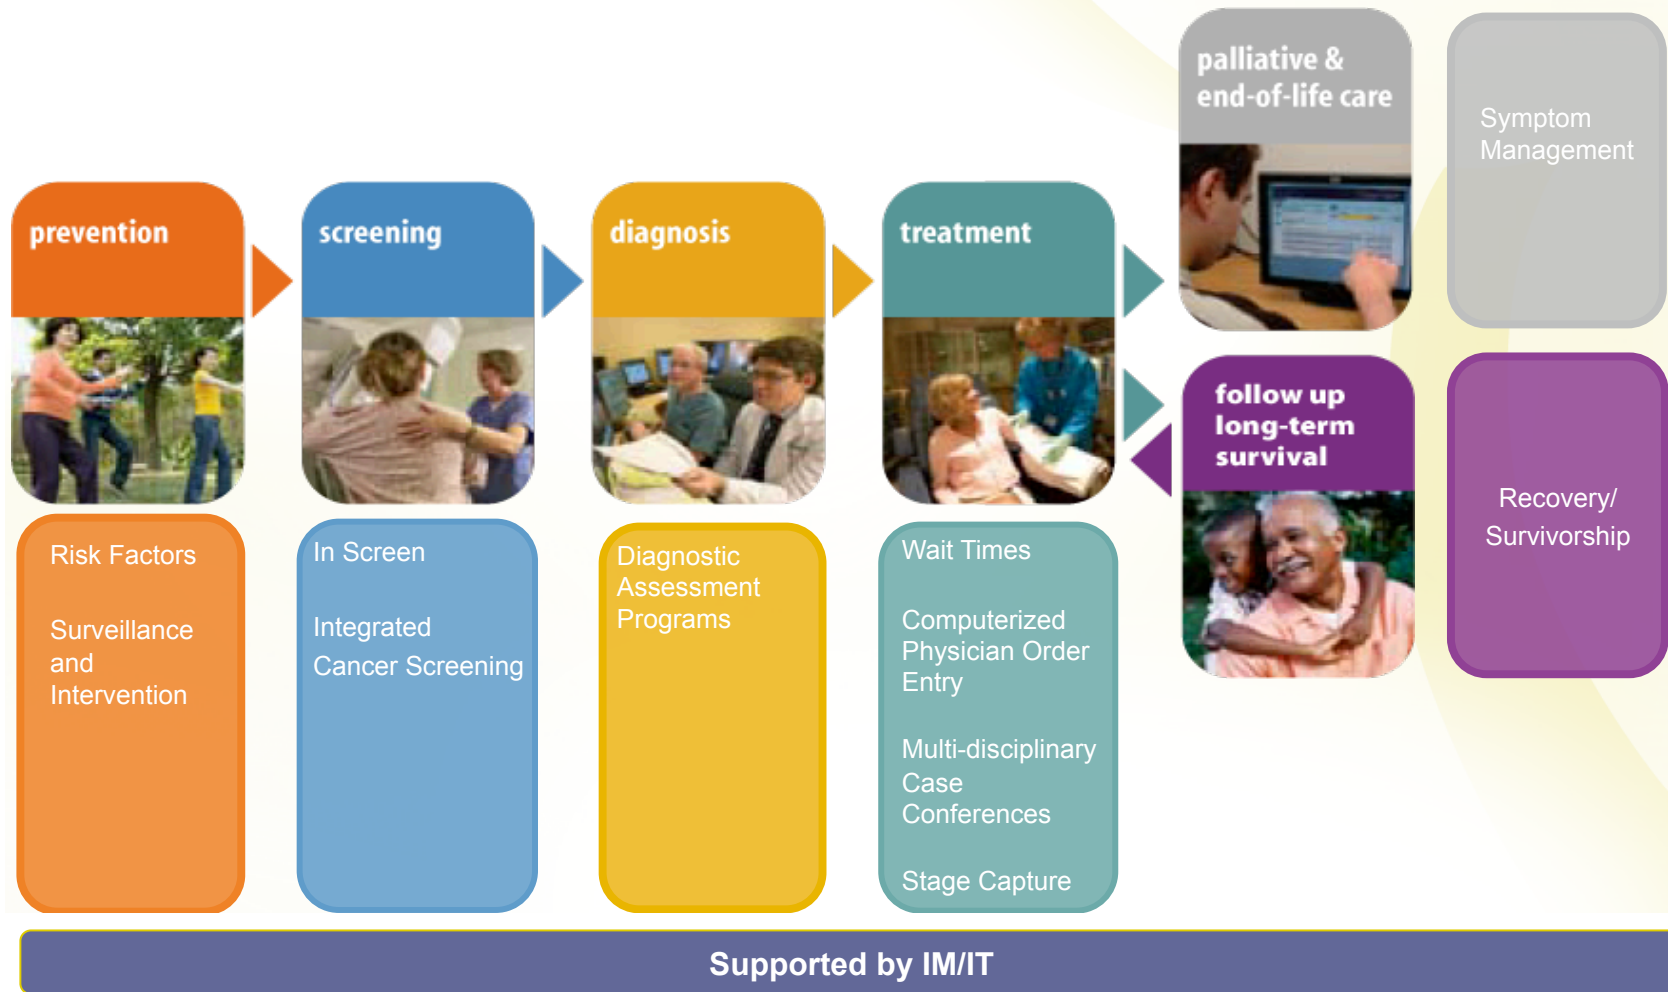 prevention
screening
diagnosis
treatment
palliative &
end-of-life care
Symptom
Management
follow up
long-term
survival
Recovery/
Survivorship
Risk Factors
Surveillance
and
Intervention
In Screen
Integrated
Cancer Screening
Diagnostic
Assessment
Programs
Wait Times
Computerized
Physician Order
Entry
Multi-disciplinary
Case
Conferences
Stage Capture
Supported by IM/IT